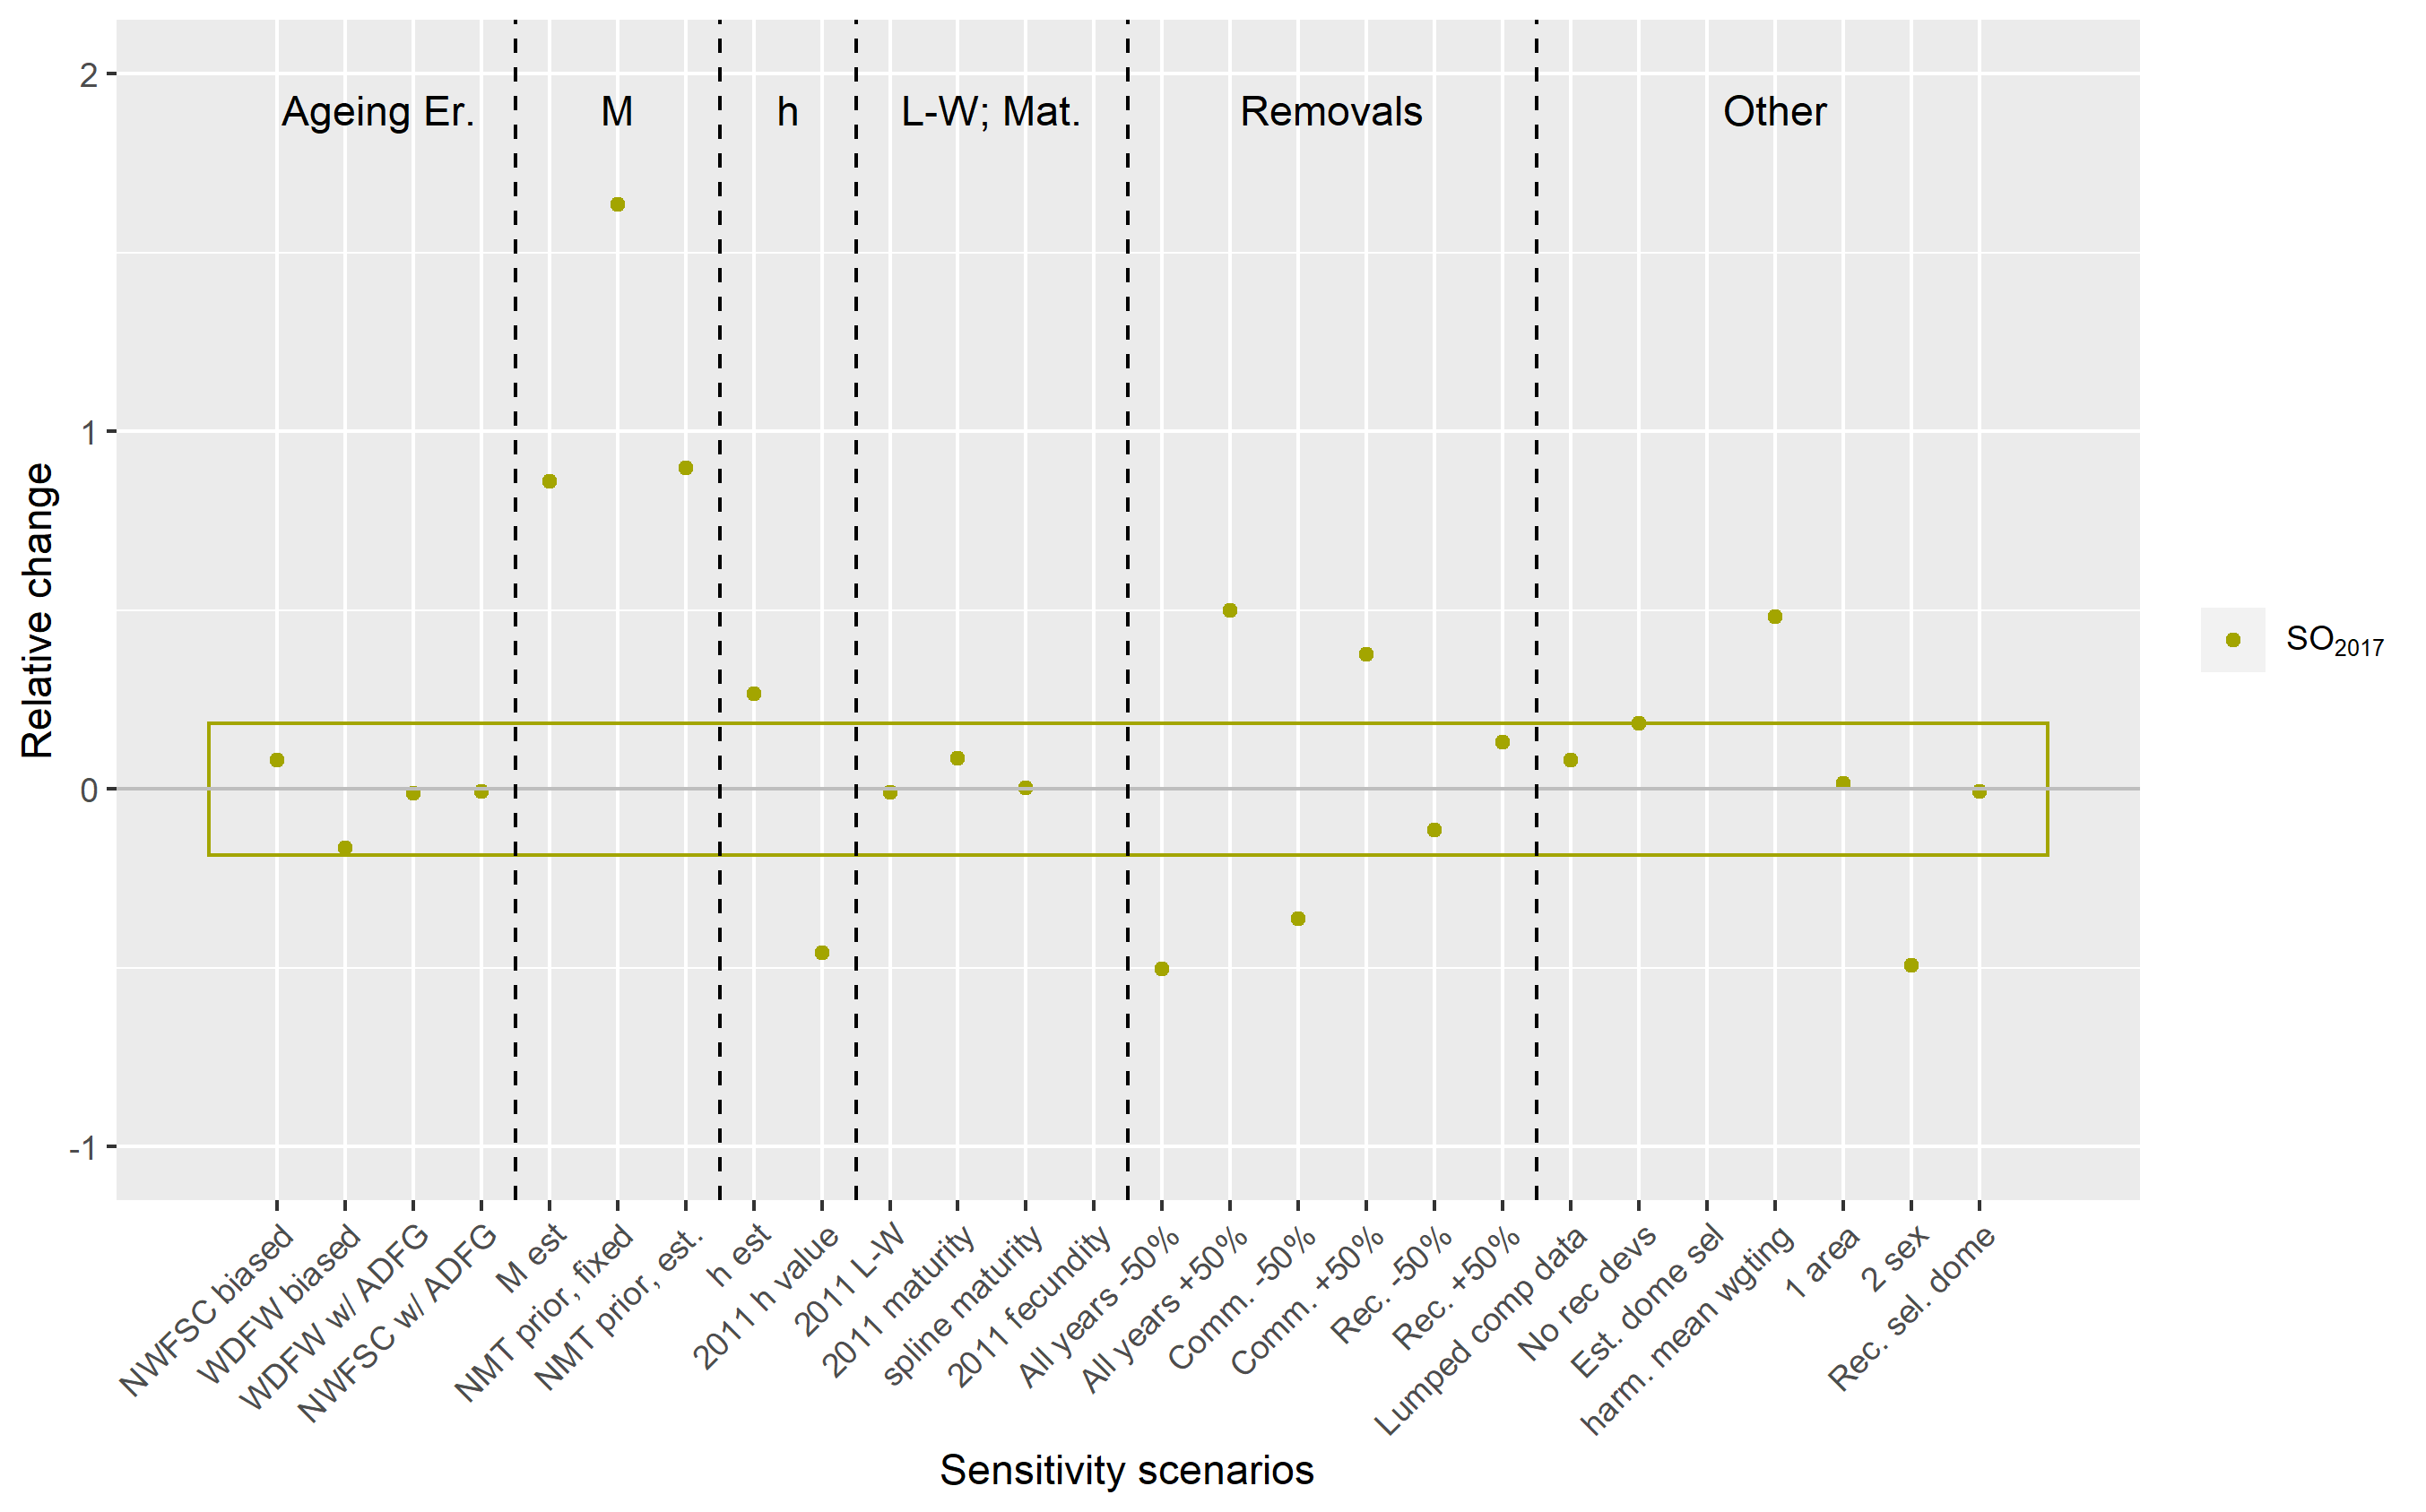 2
1
0
-1
Relative change
Ageing Er.
M
h
L-W; Mat.
Removals
Other
SO2017
NWFSC biased
WDFW biased
WDFW w/ ADFG
NWFSC w/ ADFG
M est
NMT prior, fixed
NMT prior, est.
h est
2011 h value
2011 L-W
2011 maturity
spline maturity
2011 fecundity
All years -50%
All years +50%
Comm. -50%
Comm. +50%
Rec. -50%
Rec. +50%
Lumped comp data
No rec devs
Est. dome sel
harm. mean wgting
1 area
2 sex
Rec. sel. dome
Sensitivity scenarios